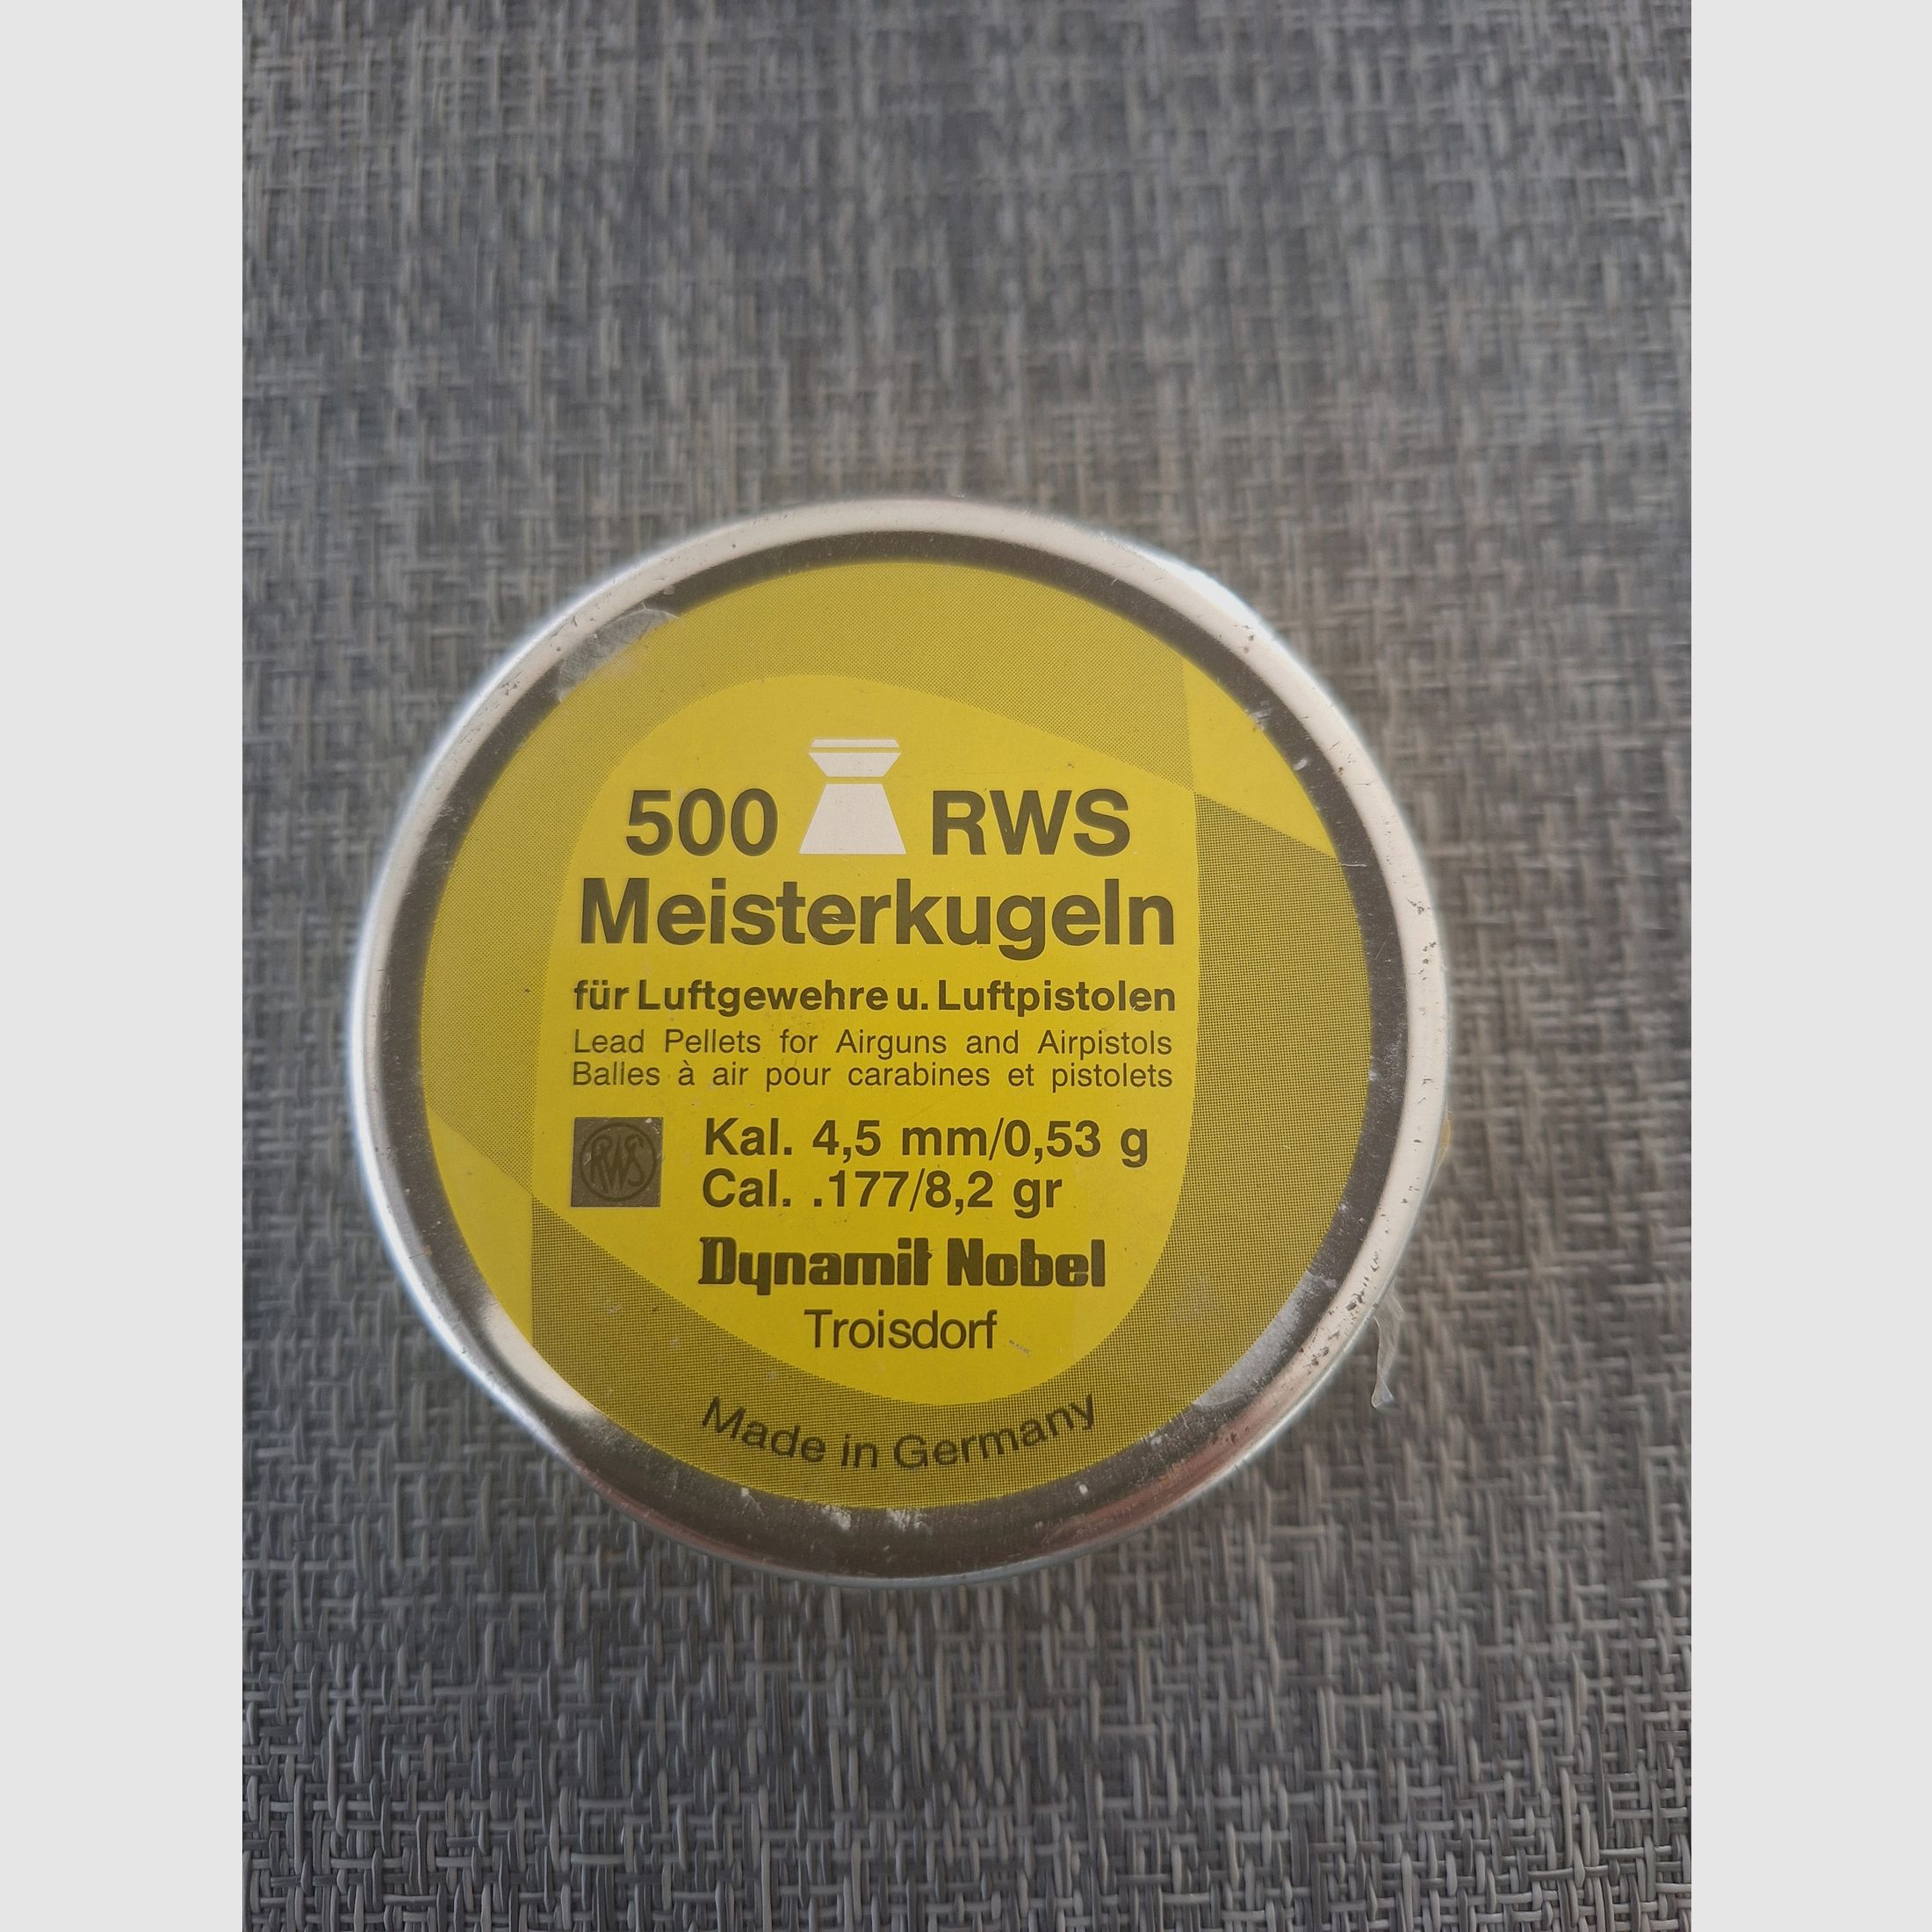 500 RWS
Meisterkugeln
für Luftgewehre u. Luftpistolen
Lead Pellets for Airguns and Airpistols
Balles à air pour carabines et pistolets
RWS
Kal. 4,5 mm/0,53 g
Cal. .177/8,2 gr
Dynamit Nobel
Troisdorf
Made in Germany